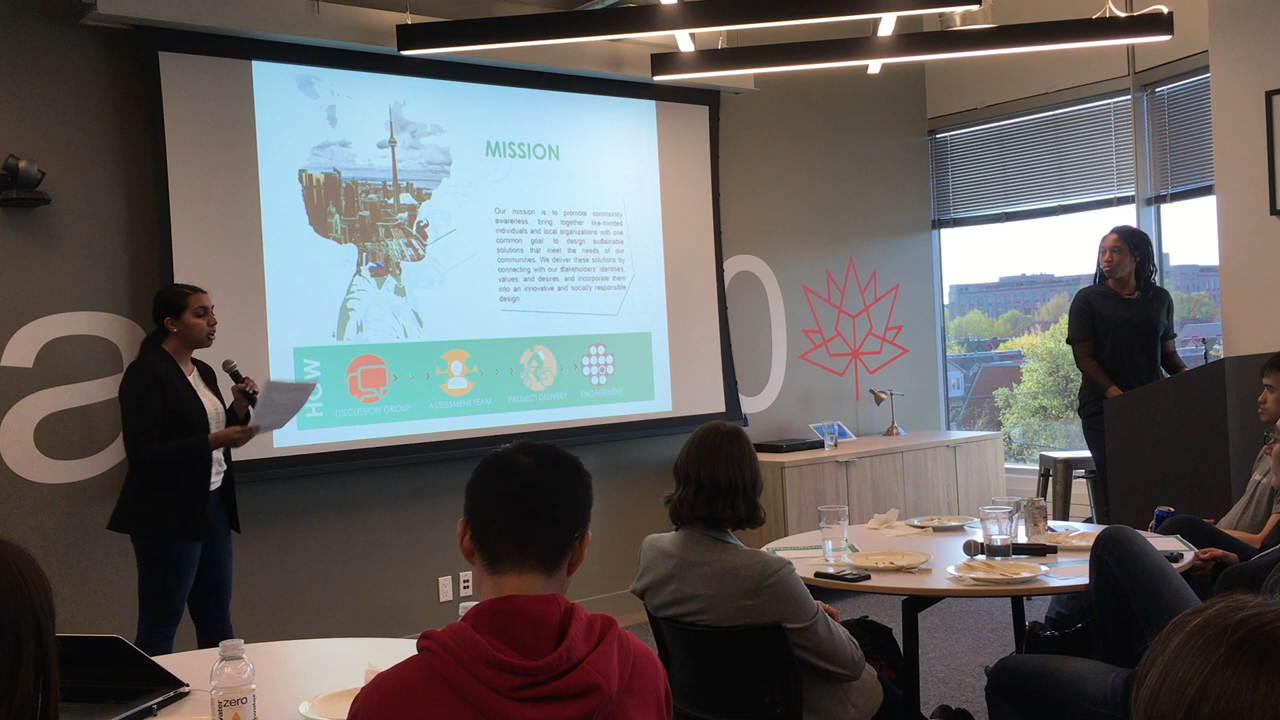 MISSION
Our mission is to promote community
awareness, bring together like-minded
individuals and local organizations with one
common goal: to design sustainable
solutions that meet the needs of our
communities. We deliver these solutions by
connecting with our stakeholders' identities,
values, and desires, and incorporate them
into an innovative and socially responsible
design.
HOW
DISCUSSION GROUP
ASSESSMENT TEAM
PROJECT DELIVERY
ENGAGEMENT
a
0
water
zero